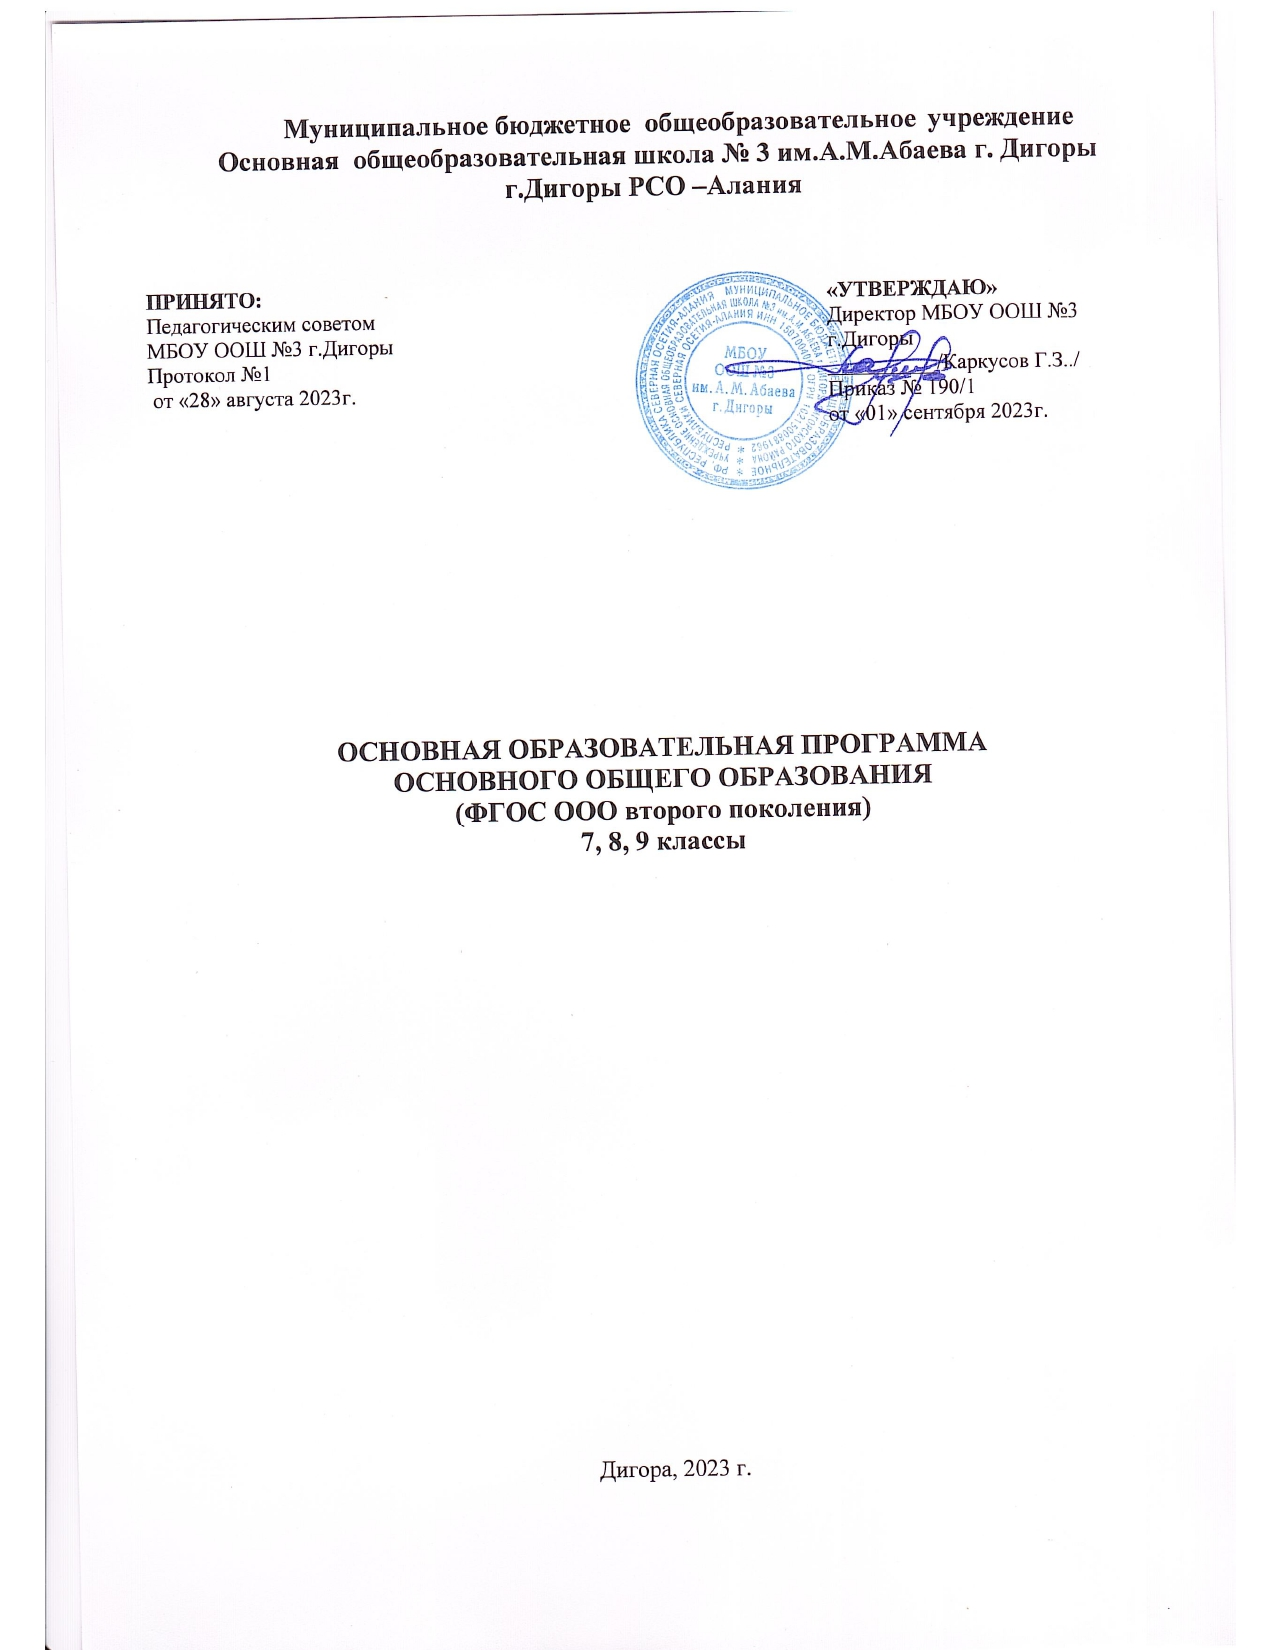 Муниципальное бюджетное общеобразовательное учреждение
Основная общеобразовательная школа № 3 им.А.М.Абаева г. Дигоры
г.Дигоры РСО –Алания
ПРИНЯТО:
Педагогическим советом
МБОУ ООШ №3 г.Дигоры
Протокол №1
от «28» августа 2023г.
«УТВЕРЖДАЮ»
Директор МБОУ ООШ №3
г.Дигоры
/Каркусов Г.З../
Приказ № 190/1
от «01» сентября 2023г.
МБОУ
ООШ №3
им. А. М. Абаева
г. Дигоры
ОСНОВНАЯ ОБРАЗОВАТЕЛЬНАЯ ПРОГРАММА
ОСНОВНОГО ОБЩЕГО ОБРАЗОВАНИЯ
(ФГОС ООО второго поколения)
7, 8, 9 классы
Дигора, 2023 г.